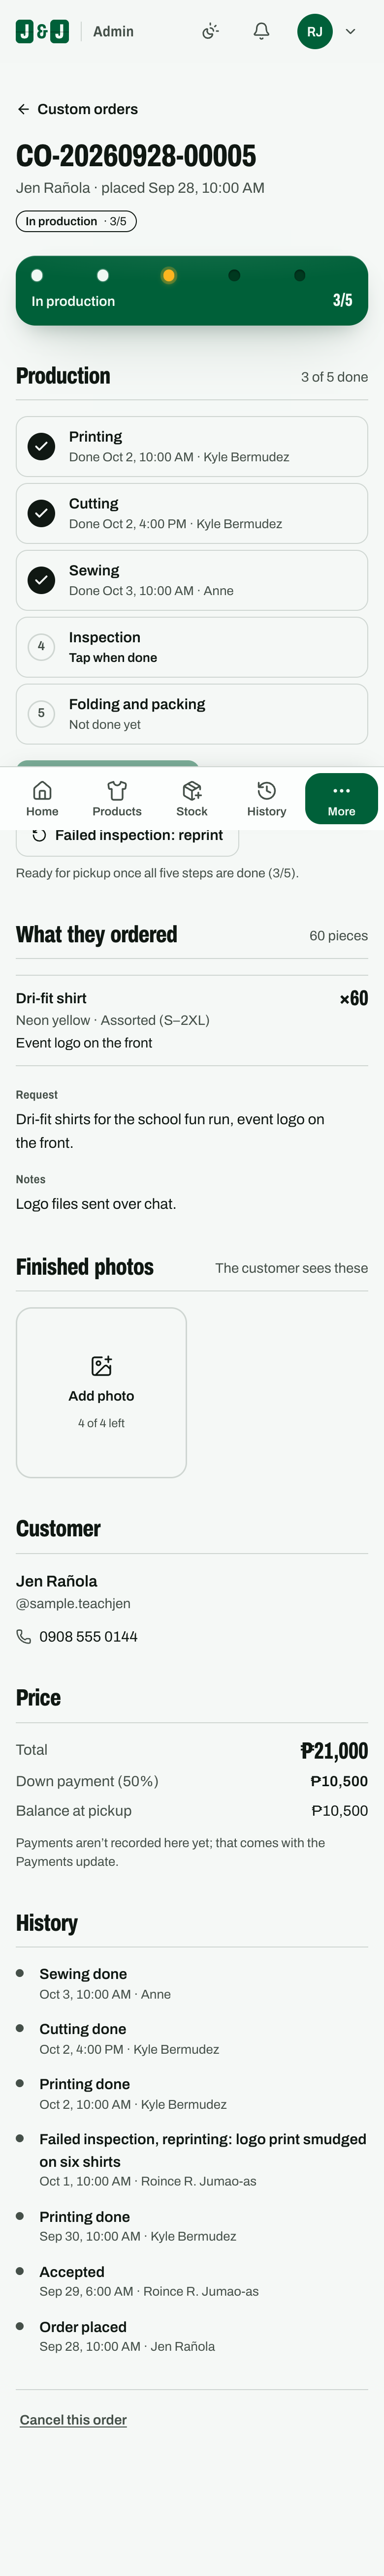 J & J
Admin
RJ
Custom orders
CO-20260928-00005
Jen Rañola · placed Sep 28, 10:00 AM
In production · 3/5
In production
3/5
Production
3 of 5 done
Printing
Done Oct 2, 10:00 AM · Kyle Bermudez
Cutting
Done Oct 2, 4:00 PM · Kyle Bermudez
Sewing
Done Oct 3, 10:00 AM · Anne
4
Inspection
Tap when done
5
Folding and packing
Not done yet
Home
Products
Stock
History
More
Failed inspection: reprint
Ready for pickup once all five steps are done (3/5).
What they ordered
60 pieces
Dri-fit shirt
×60
Neon yellow · Assorted (S–2XL)
Event logo on the front
Request
Dri-fit shirts for the school fun run, event logo on
the front.
Notes
Logo files sent over chat.
Finished photos
The customer sees these
Add photo
4 of 4 left
Customer
Jen Rañola
@sample.teachjen
0908 555 0144
Price
Total
₱21,000
Down payment (50%)
₱10,500
Balance at pickup
₱10,500
Payments aren’t recorded here yet; that comes with the
Payments update.
History
Sewing done
Oct 3, 10:00 AM · Anne
Cutting done
Oct 2, 4:00 PM · Kyle Bermudez
Printing done
Oct 2, 10:00 AM · Kyle Bermudez
Failed inspection, reprinting: logo print smudged
on six shirts
Oct 1, 10:00 AM · Roince R. Jumao-as
Printing done
Sep 30, 10:00 AM · Kyle Bermudez
Accepted
Sep 29, 6:00 AM · Roince R. Jumao-as
Order placed
Sep 28, 10:00 AM · Jen Rañola
Cancel this order